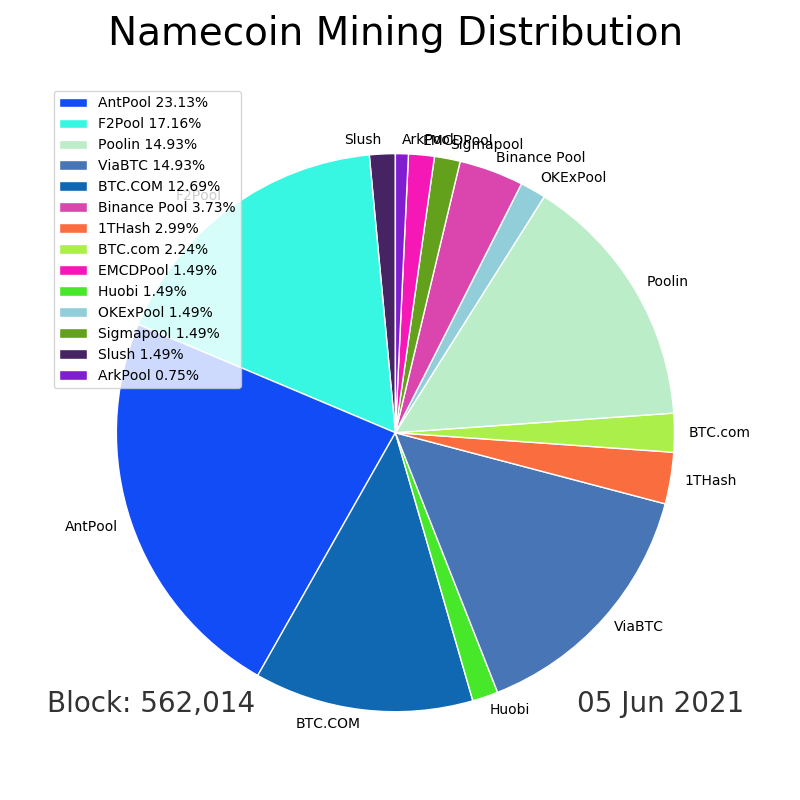 Namecoin Mining Distribution
AntPool 23.13%
F2Pool 17.16%
Poolin 14.93%
ViaBTC 14.93%
BTC.COM 12.69%
Binance Pool 3.73%
1THash 2.99%
BTC.com 2.24%
EMCDPool 1.49%
Huobi 1.49%
OKExPool 1.49%
Sigmapool 1.49%
Slush 1.49%
ArkPool 0.75%
Slush
ArkPool
EMCDPool
Sigmapool
Binance Pool
OKExPool
F2Pool
Poolin
BTC.com
1THash
AntPool
ViaBTC
Huobi
BTC.COM
Block: 562,014
05 Jun 2021